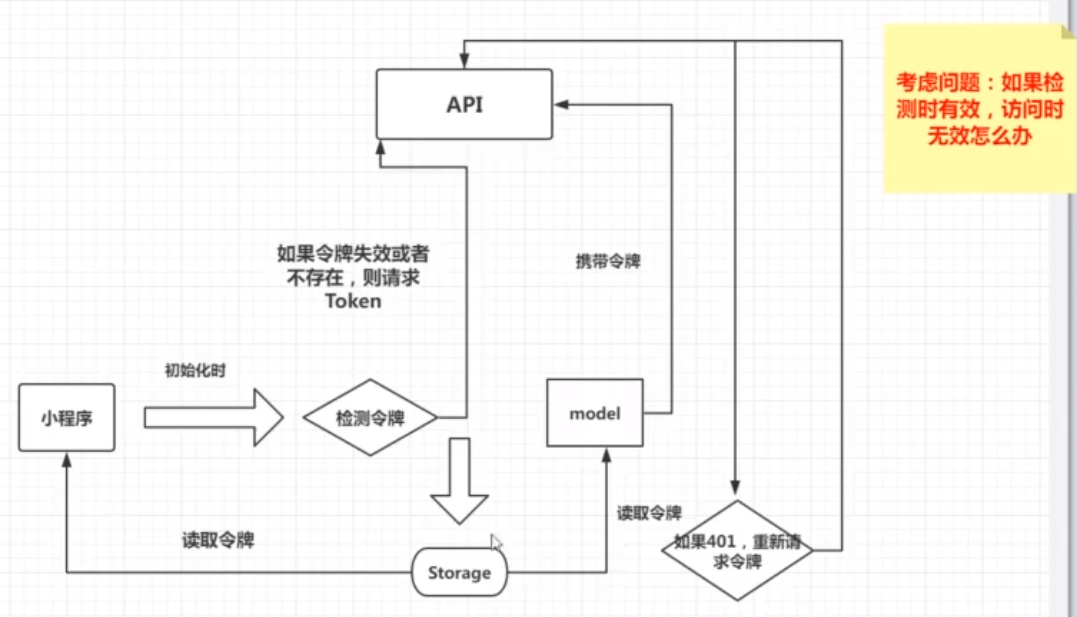 API
考虑问题：如果检
测时有效，访问时
无效怎么办
如果令牌失效或者
不存在，则请求
Token
携带令牌
初始化时
小程序
检测令牌
model
读取令牌
读取令牌
如果401，重新请
求令牌
Storage